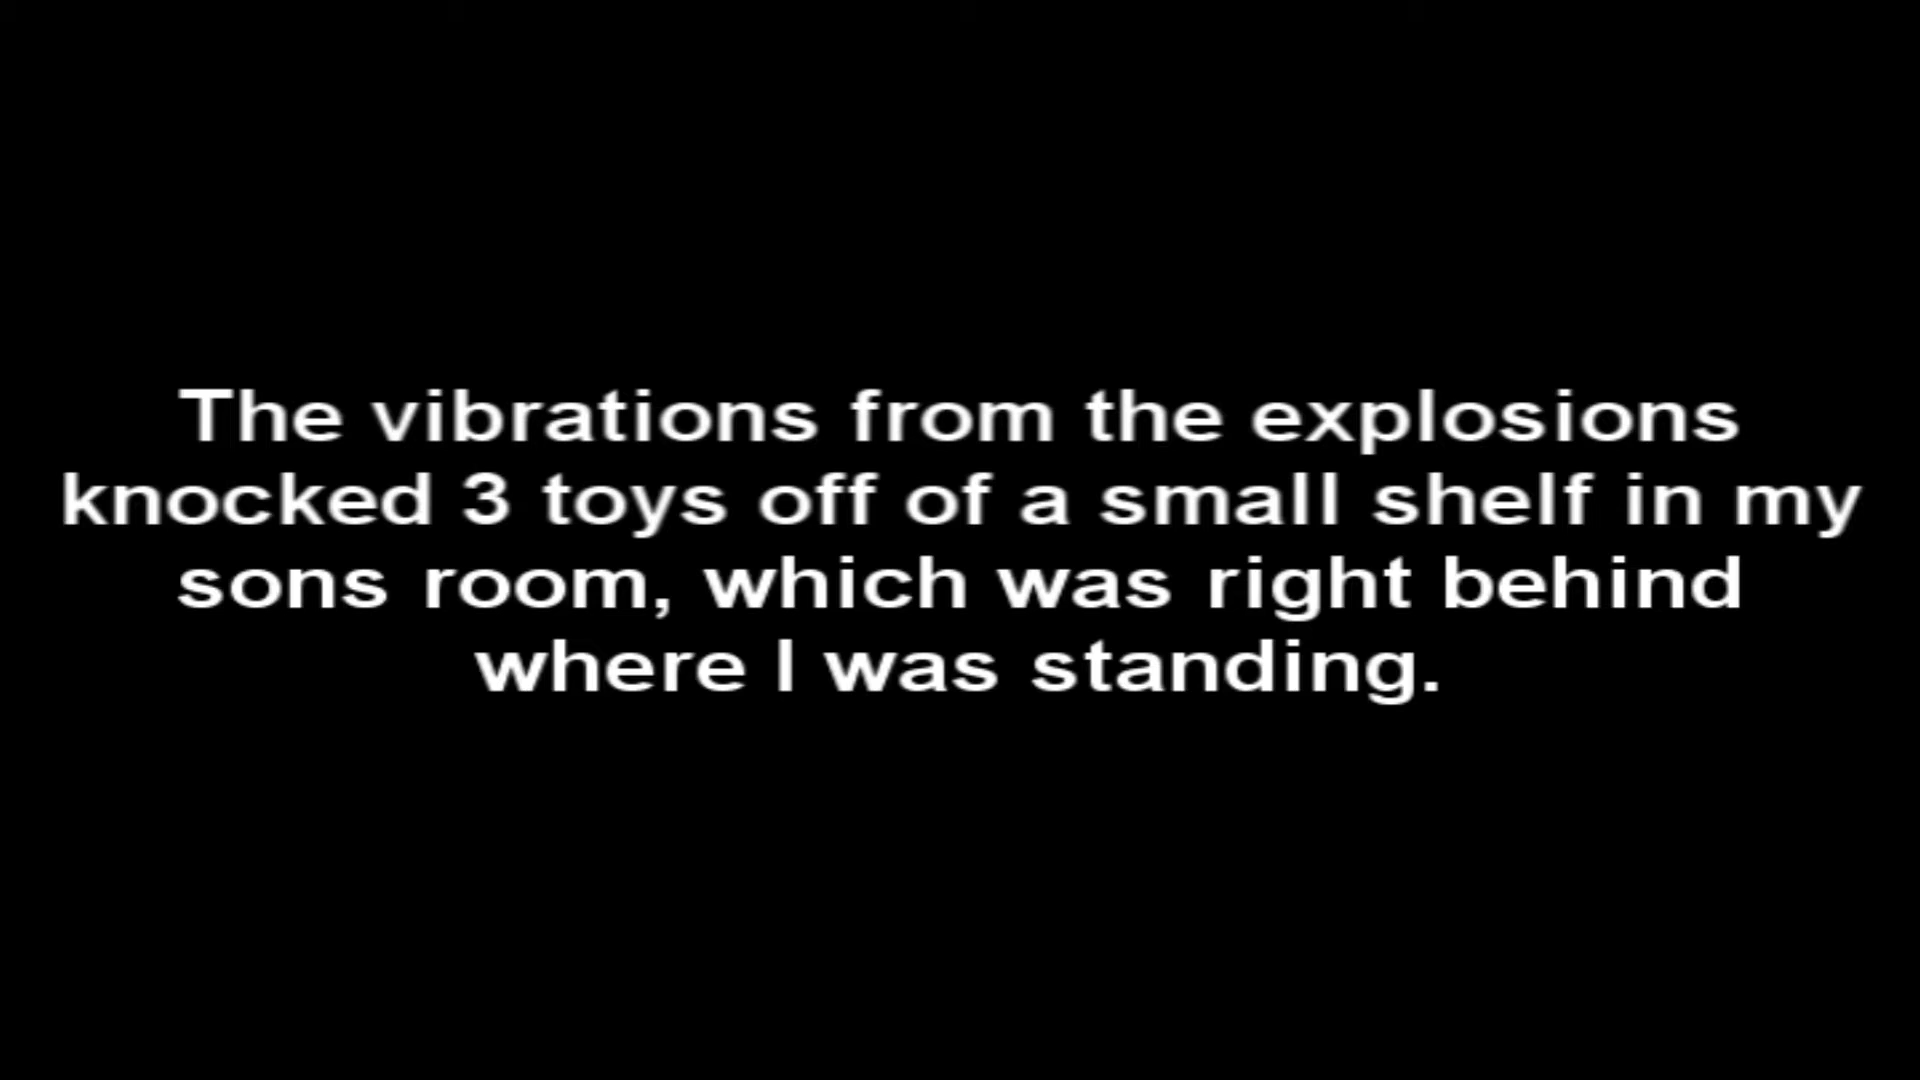 The vibrations from the explosions
knocked 3 toys off of a small shelf in my
sons room, which was right behind
where I was standing.